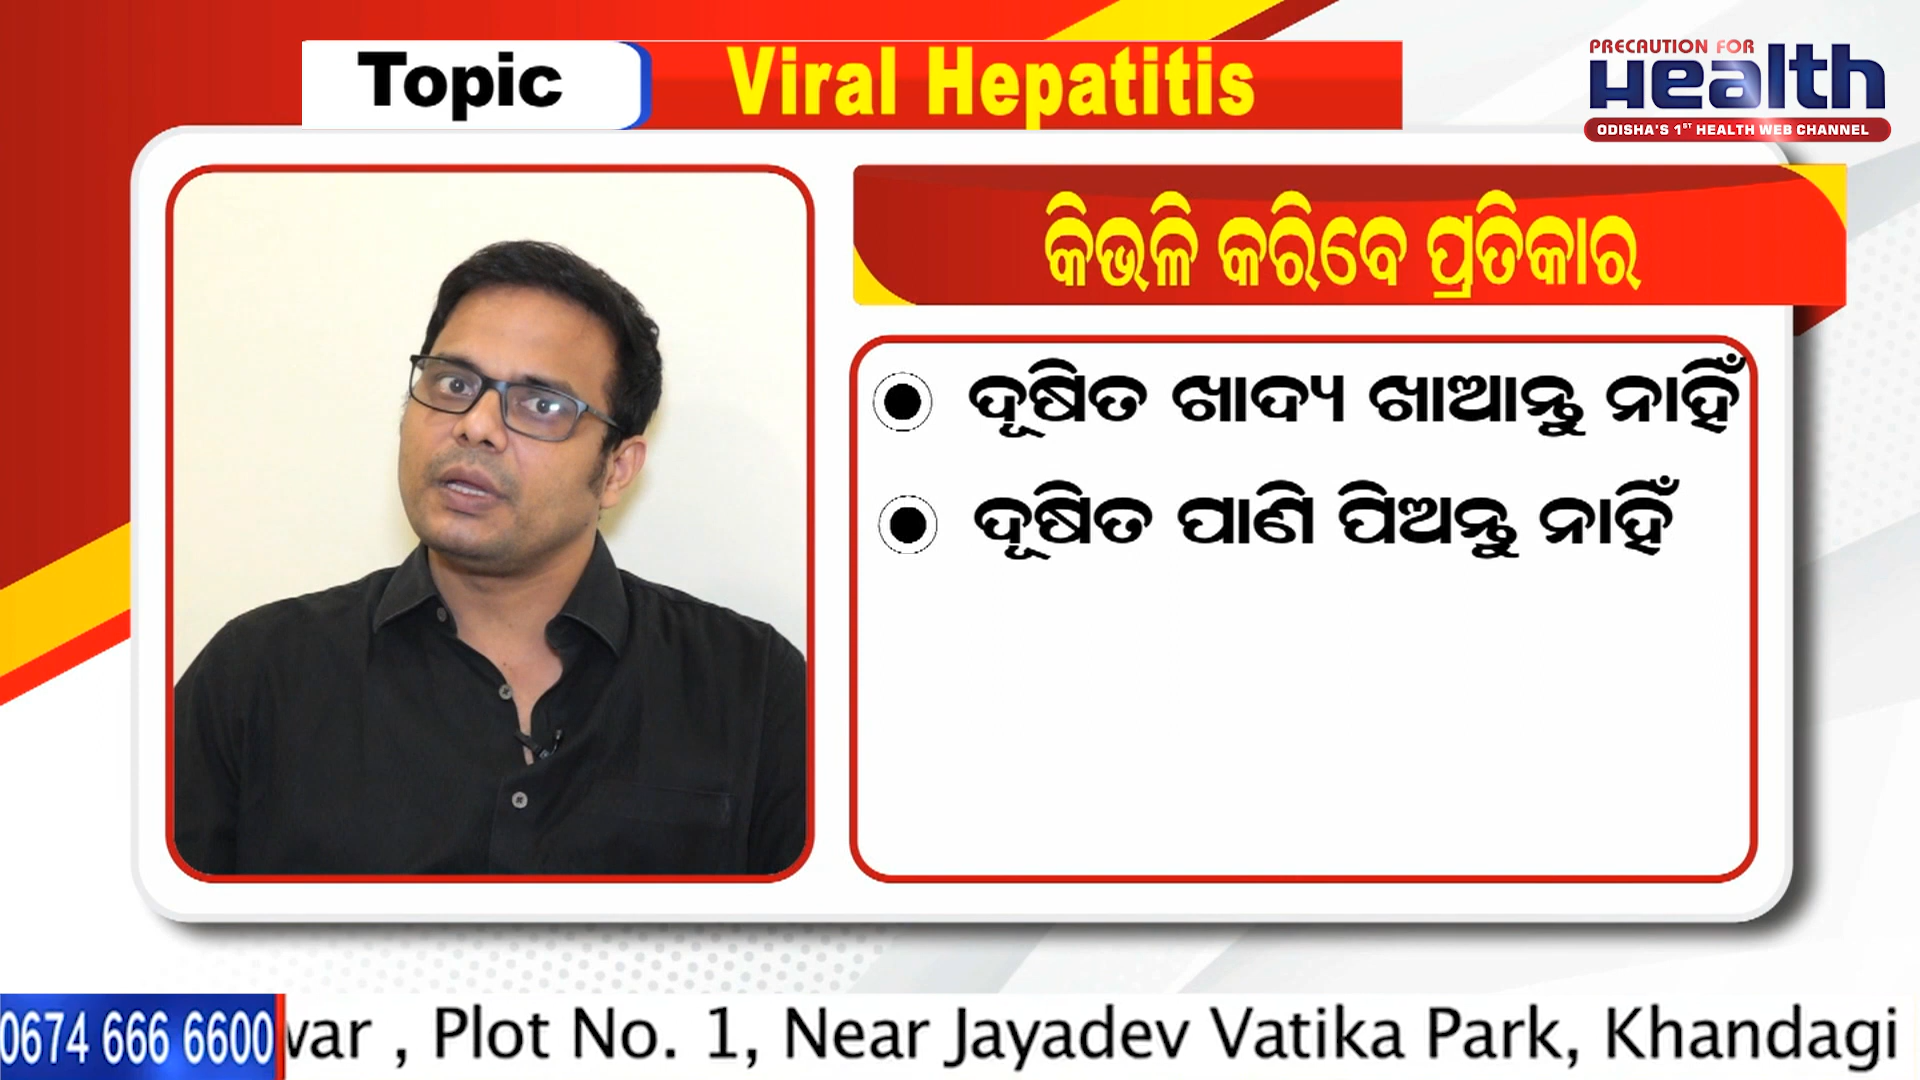 Topic
Viral Hepatitis
PRECAUTION FOR
Health
ODISHA'S 1ST HEALTH WEB CHANNEL
କିଭଳି କରିବେ ପ୍ରତିକାର
ଦୂଷିତ ଖାଦ୍ୟ ଖାଆନ୍ତୁ ନାହିଁ
ଦୂଷିତ ପାଣି ପିଅନ୍ତୁ ନାହିଁ
0674 666 6600
, Plot No. 1, Near Jayadev Vatika Park, Khandagi